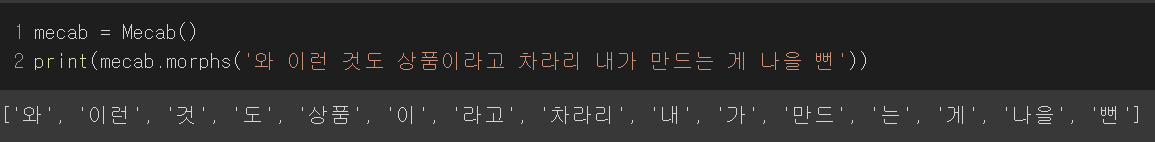 1 mecab = Mecab()
2 print(mecab.morphs('와 이런 것도 상품이라고 차라리 내가 만드는 게 나을 뻔'))
['와', '이런', '것', '도', '상품', '이', '라고', '차라리', '내', '가', '만드', '는', '게', '나을', '뻔']